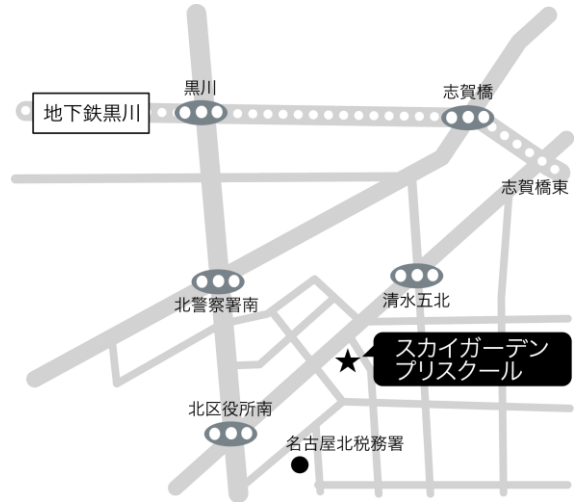 黒川
志賀橋
地下鉄黒川
志賀橋東
北警察署南
清水五北
スカイガーデン
プリスクール
北区役所南
名古屋北税務署